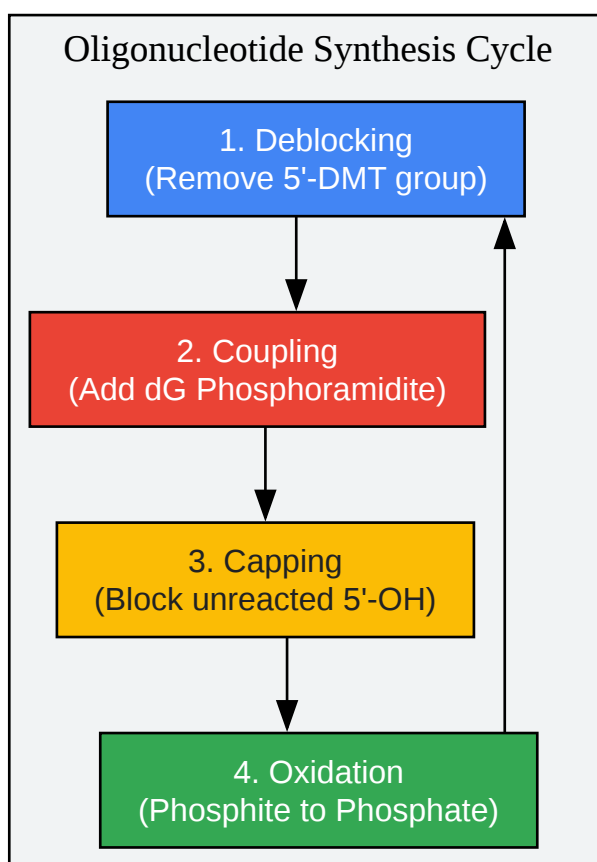 Oligonucleotide Synthesis Cycle
1. Deblocking
(Remove 5'-DMT group)
2. Coupling
(Add dG Phosphoramidite)
3. Capping
(Block unreacted 5'-OH)
4. Oxidation
(Phosphite to Phosphate)